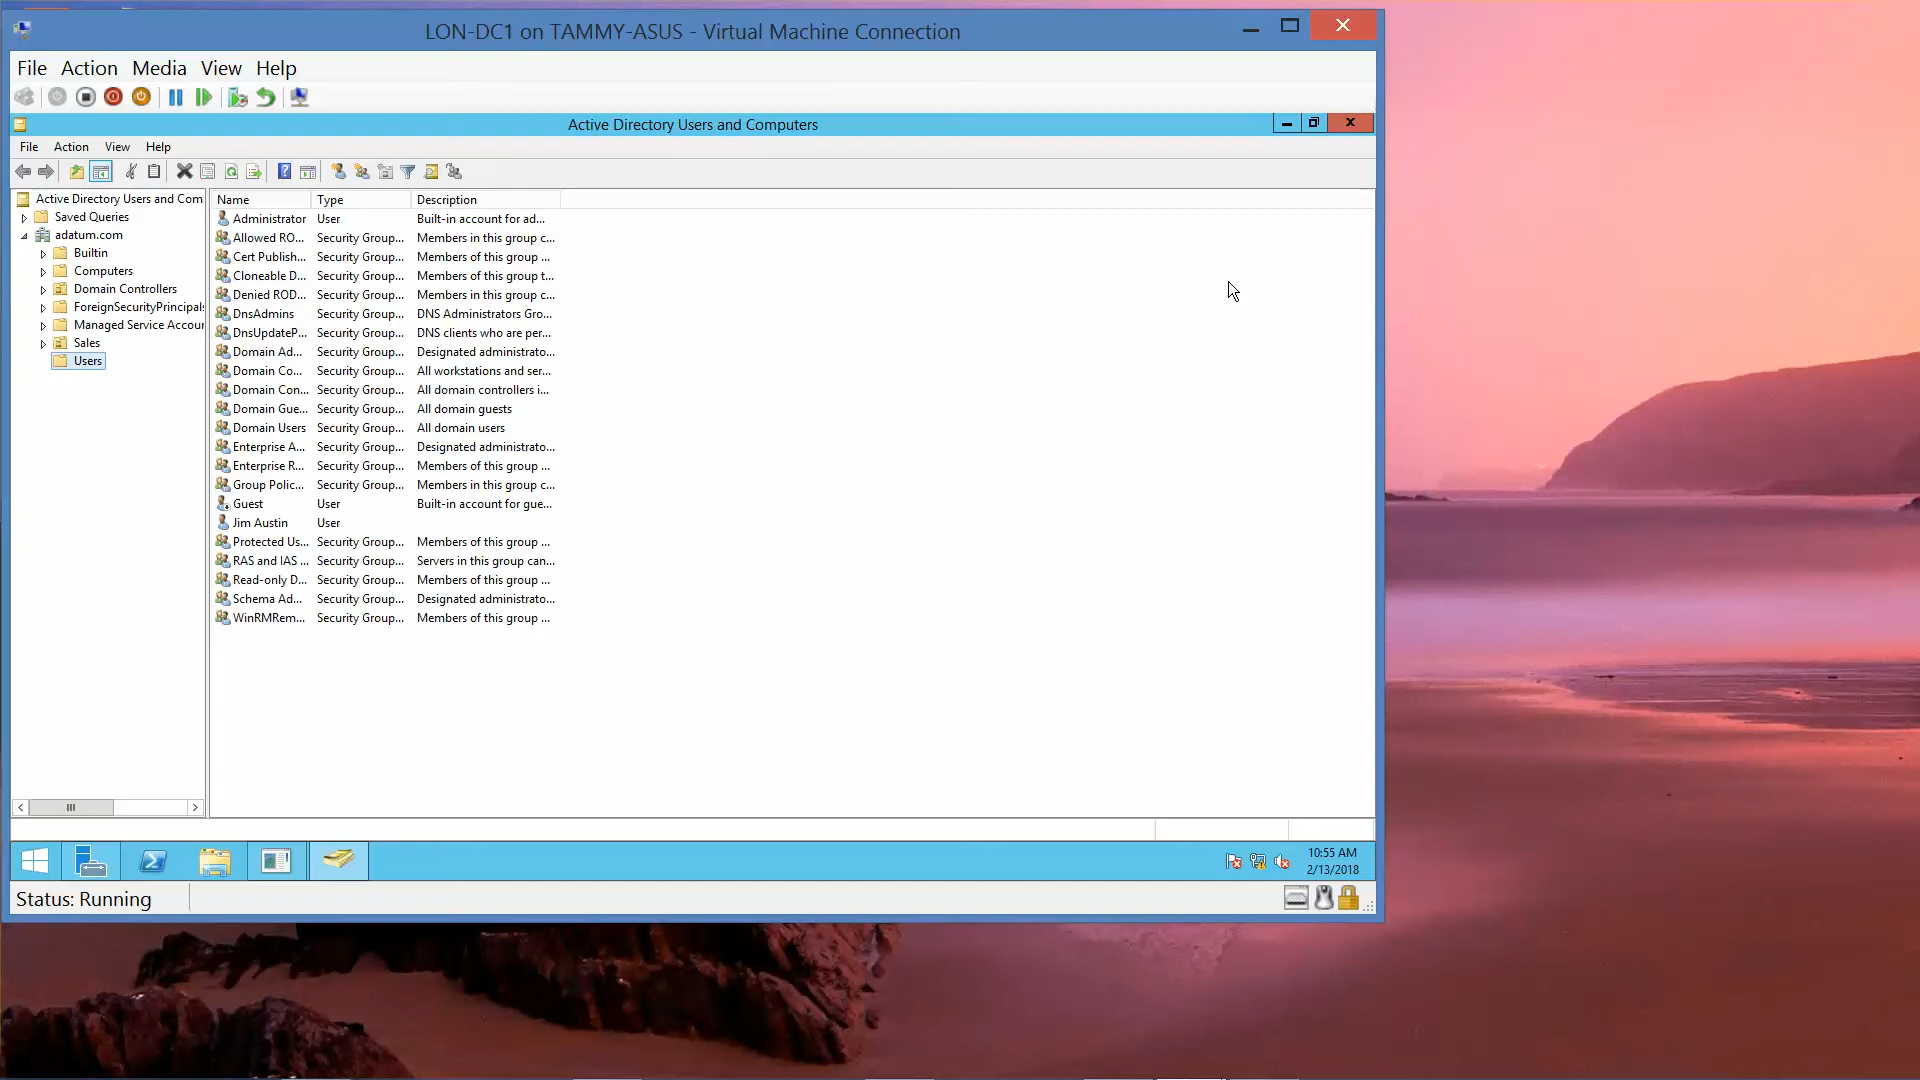 LON-DC1 on TAMMY-ASUS - Virtual Machine Connection
File Action Media View Help
Active Directory Users and Computers
File Action View Help
Active Directory Users and Com
Saved Queries
adatum.com
Builtin
Computers
Domain Controllers
ForeignSecurityPrincipals
Managed Service Accour
Sales
Users
Name Type Description
Administrator User Built-in account for ad...
Allowed RO... Security Group... Members in this group c...
Cert Publish... Security Group... Members of this group ...
Cloneable D... Security Group... Members of this group t...
Denied ROD... Security Group... Members in this group c...
DnsAdmins Security Group... DNS Administrators Gro...
DnsUpdateP... Security Group... DNS clients who are per...
Domain Ad... Security Group... Designated administrato...
Domain Co... Security Group... All workstations and ser...
Domain Con... Security Group... All domain controllers i...
Domain Gue... Security Group... All domain guests
Domain Users Security Group... All domain users
Enterprise A... Security Group... Designated administrato...
Enterprise R... Security Group... Members of this group ...
Group Polic... Security Group... Members in this group c...
Guest User Built-in account for gue...
Jim Austin User
Protected Us... Security Group... Members of this group ...
RAS and IAS ... Security Group... Servers in this group can...
Read-only D... Security Group... Members of this group ...
Schema Ad... Security Group... Designated administrato...
WinRMRem... Security Group... Members of this group ...
10:55 AM
2/13/2018
Status: Running